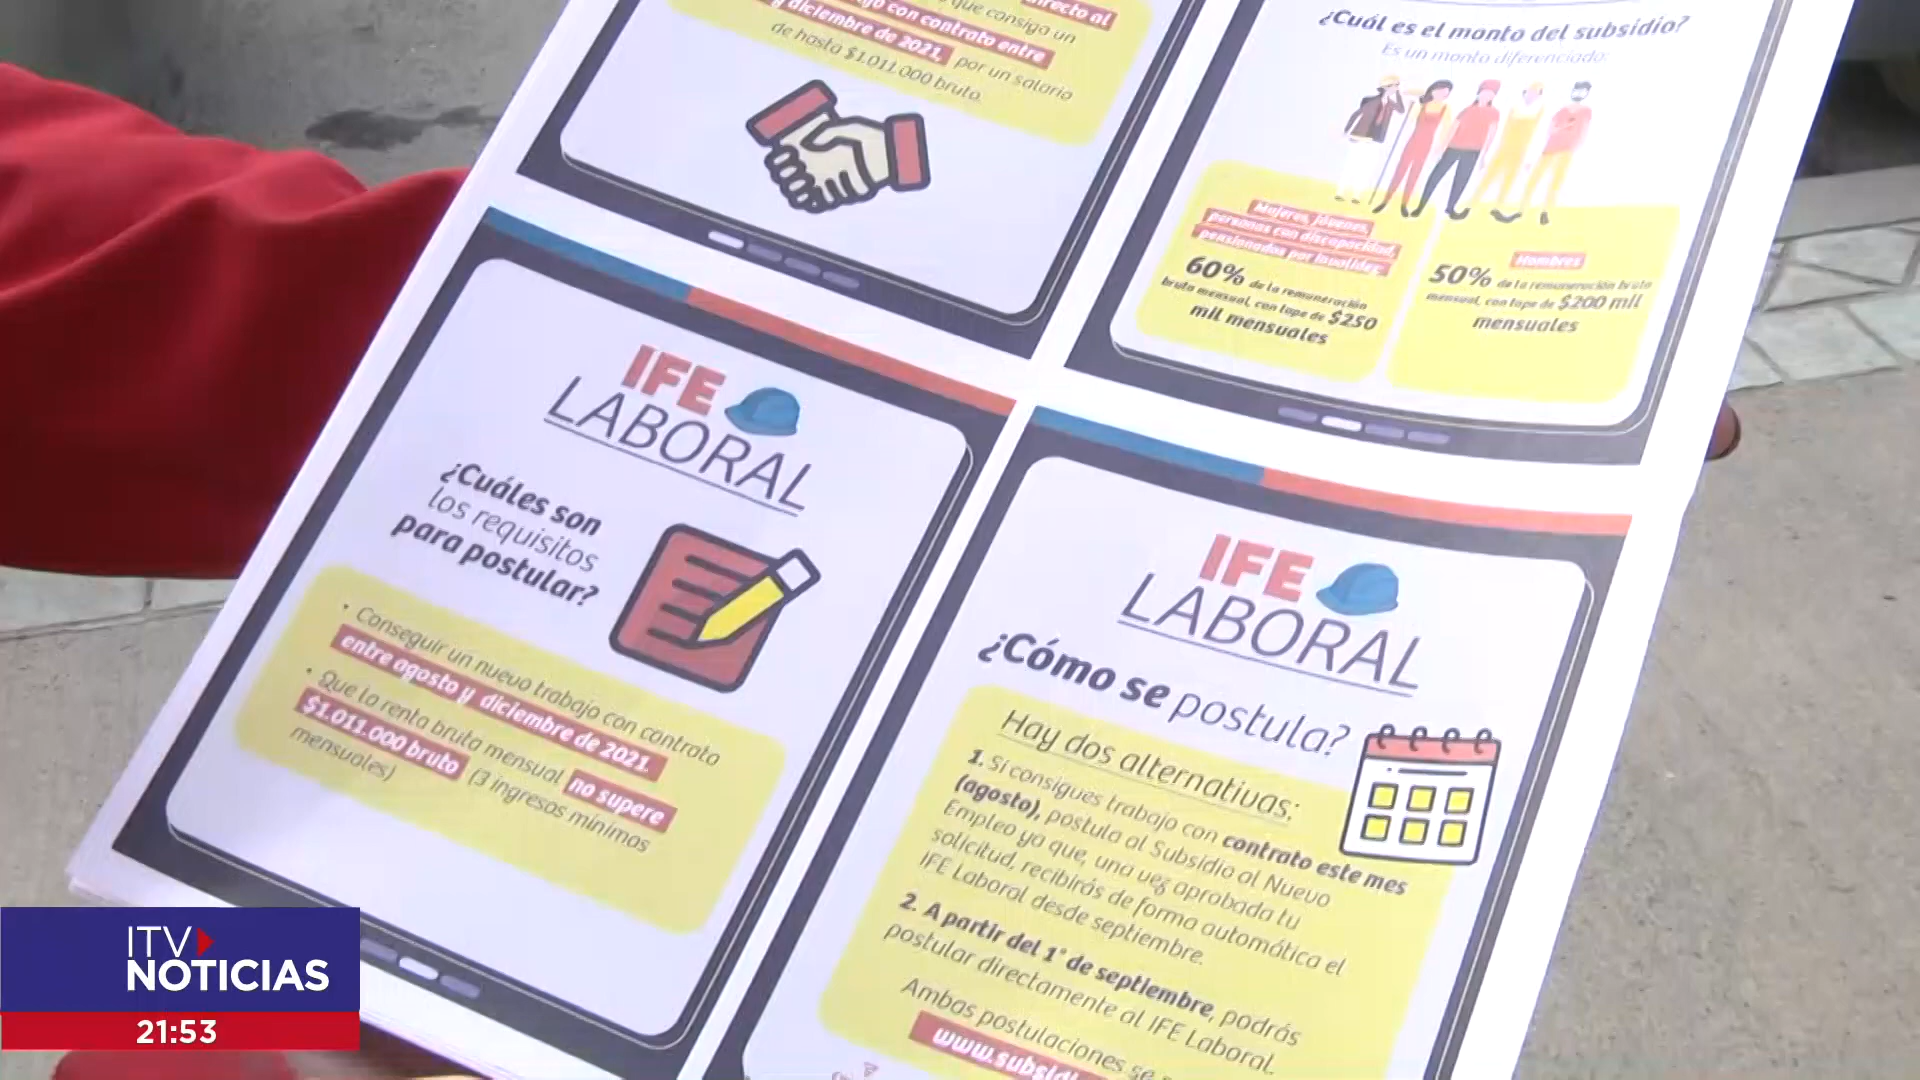 recto al
que consiga un
jo con contrato entre
y diciembre de 2021, por un salario
de hasta $1.011.000 bruto.
¿Cuál es el monto del subsidio?
Es un monto diferenciado:
Mujeres, jóvenes,
personas con discapacidad,
pensionados por invalidez:
60% de la remuneración
bruta mensual, con tope de $250
mil mensuales
Hombres
50% de la remuneración bruta
mensual, con tope de $200 mil
mensuales
IFE
LABORAL
¿Cuáles son
los requisitos
para postular?
• Conseguir un nuevo trabajo con contrato
entre agosto y diciembre de 2021.
• Que la renta bruta mensual no supere
$1.011.000 bruto (3 ingresos mínimos
mensuales)
IFE
LABORAL
¿Cómo se postula?
Hay dos alternativas:
1. Si consigues trabajo con contrato este mes
(agosto), postula al Subsidio al Nuevo
Empleo ya que, una vez aprobada tu
solicitud, recibirás de forma automática el
IFE Laboral desde septiembre.
2. A partir del 1° de septiembre, podrás
postular directamente al IFE Laboral.
Ambas postulaciones se
www.subsidi
ITV
NOTICIAS
21:53